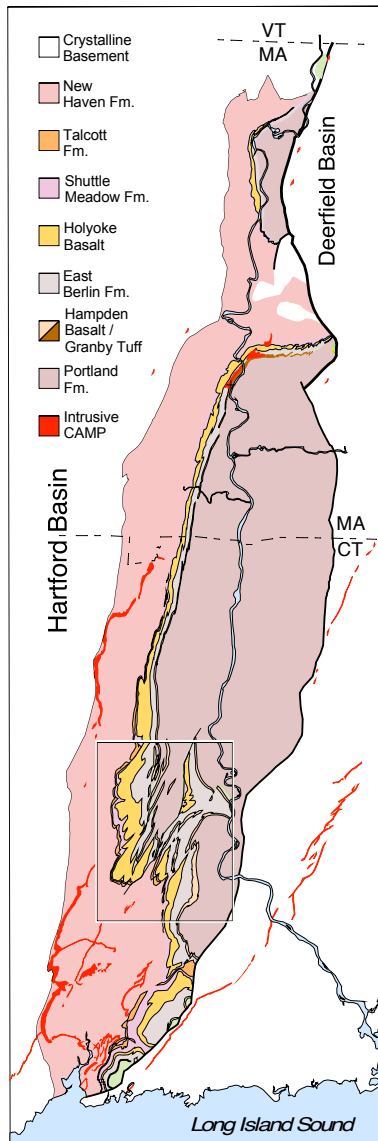 VT
MA
Crystalline
Basement
New
Haven Fm.
Talcott
Fm.
Shuttle
Meadow Fm.
Holyoke
Basalt
East
Berlin Fm.
Hampden
Basalt /
Granby Tuff
Portland
Fm.
Intrusive
CAMP
Deerfield Basin
Hartford Basin
MA
CT
Long Island Sound